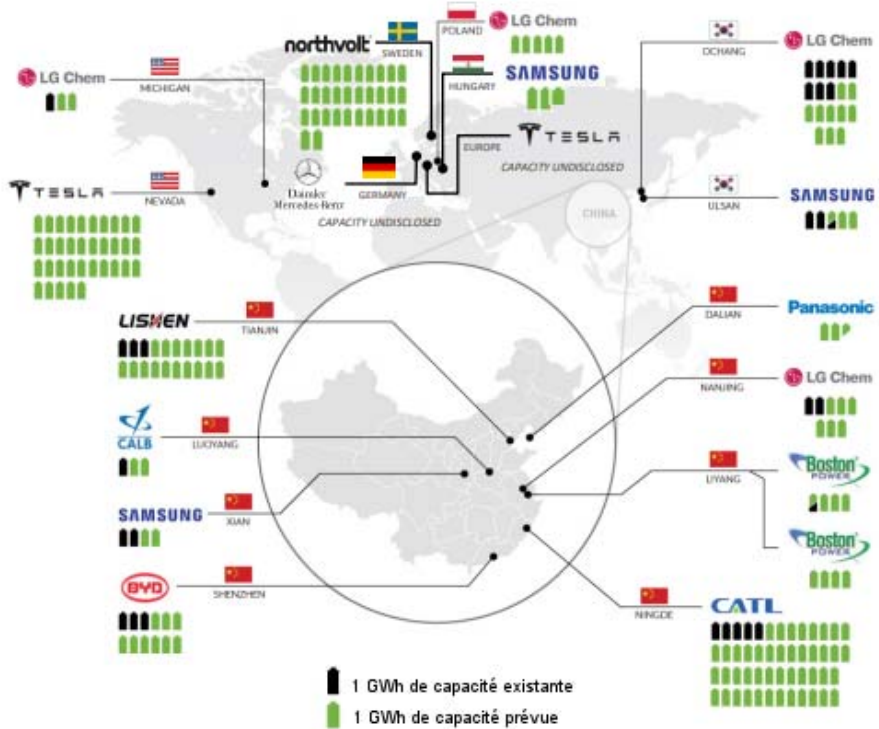 northvolt
SWEDEN
POLAND
LG Chem
OCHANG
LG Chem
LG Chem
MICHIGAN
HUNGARY
SAMSUNG
EUROPE
TESLA
CAPACITY UNDISCLOSED
TESLA
NEVADA
Daimler
Mercedes-Benz
GERMANY
CAPACITY UNDISCLOSED
CHINA
ULSAN
SAMSUNG
LISHEN
TIANJIN
DALIAN
Panasonic
NANJING
LG Chem
CALB
LUOYANG
LIYANG
Boston
POWER
SAMSUNG
XIAN
Boston
POWER
BYD
SHENZHEN
NINGDE
CATL
1 GWh de capacité existante
1 GWh de capacité prévue